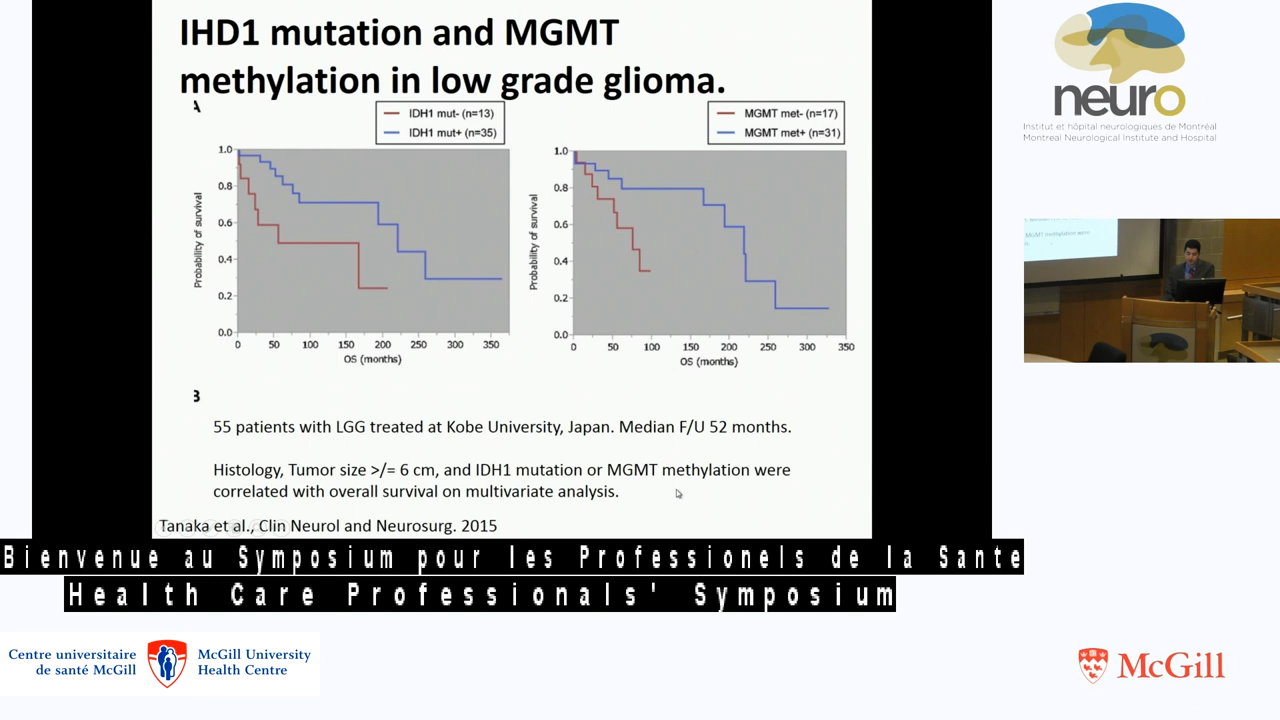 IHD1 mutation and MGMT
methylation in low grade glioma.
A
IDH1 mut- (n=13)
IDH1 mut+ (n=35)
1.0
0.8
0.6
0.4
0.2
0.0
Probability of survival
0 50 100 150 200 250 300 350
OS (months)
MGMT met- (n=17)
MGMT met+ (n=31)
1.0
0.8
0.6
0.4
0.2
0.0
Probability of survival
0 50 100 150 200 250 300 350
OS (months)
B
55 patients with LGG treated at Kobe University, Japan. Median F/U 52 months.
Histology, Tumor size >/= 6 cm, and IDH1 mutation or MGMT methylation were
correlated with overall survival on multivariate analysis.
Tanaka et al., Clin Neurol and Neurosurg. 2015
neuro
Institut et hôpital neurologiques de Montréal
Montreal Neurological Institute and Hospital
MGMT methylation were
Bienvenue au Symposium pour les Professionels de la Sante
Health Care Professionals' Symposium
Centre universitaire
de santé McGill
McGill University
Health Centre
McGill